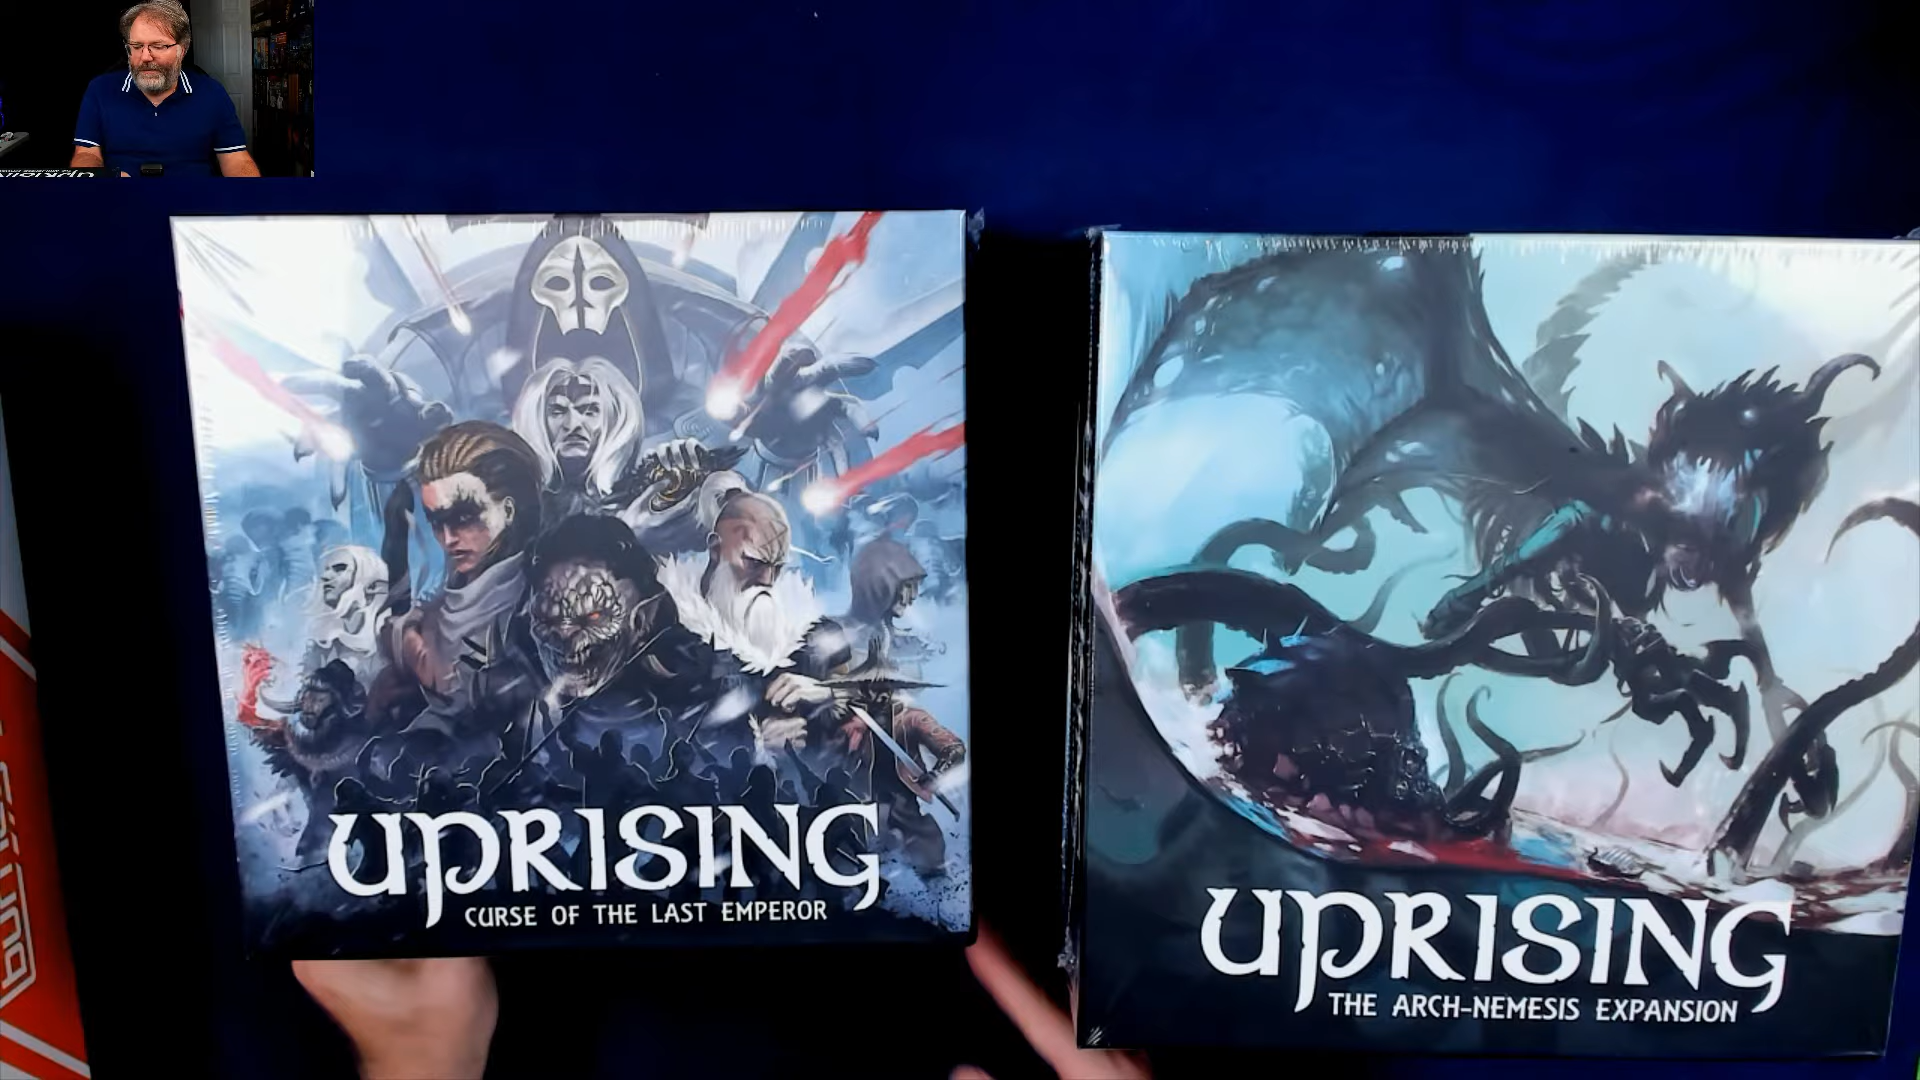 UPRISING
CURSE OF THE LAST EMPEROR
UPRISING
THE ARCH-NEMESIS EXPANSION